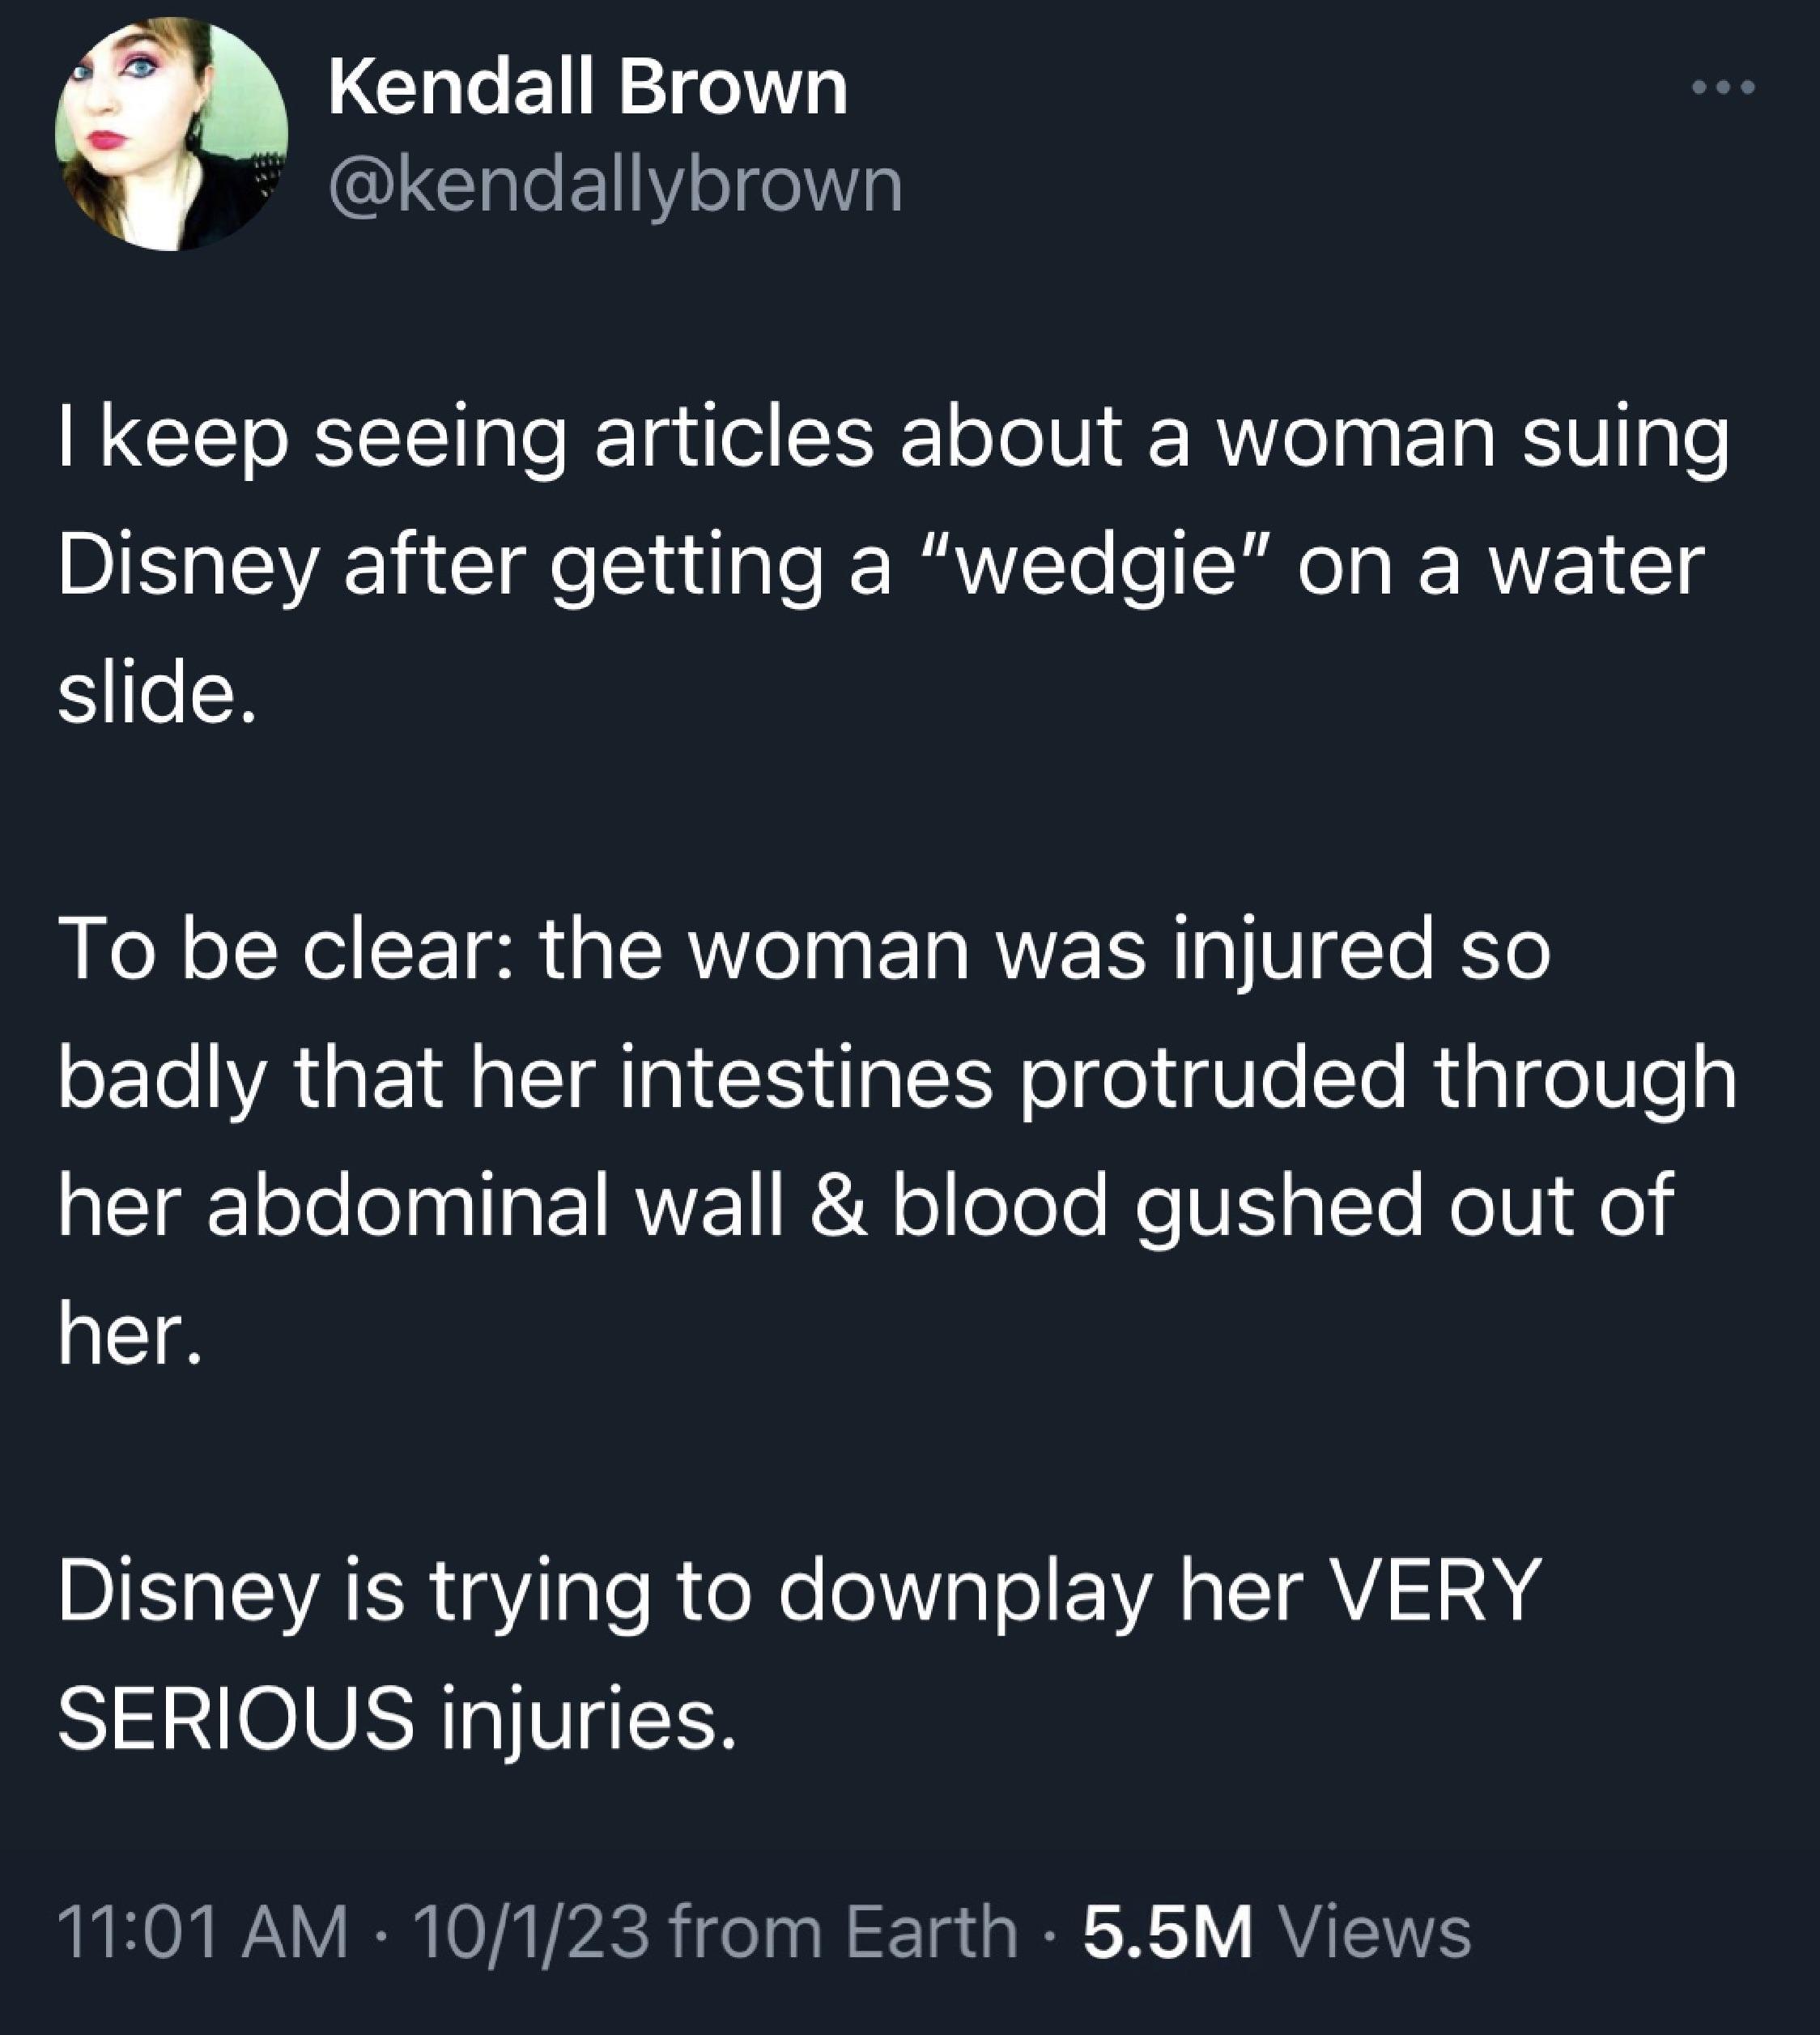 Kendall Brown
@kendallybrown
I keep seeing articles about a woman suing
Disney after getting a “wedgie” on a water
slide.
To be clear: the woman was injured so
badly that her intestines protruded through
her abdominal wall & blood gushed out of
her.
Disney is trying to downplay her VERY
SERIOUS injuries.
11:01 AM · 10/1/23 from Earth · 5.5M Views